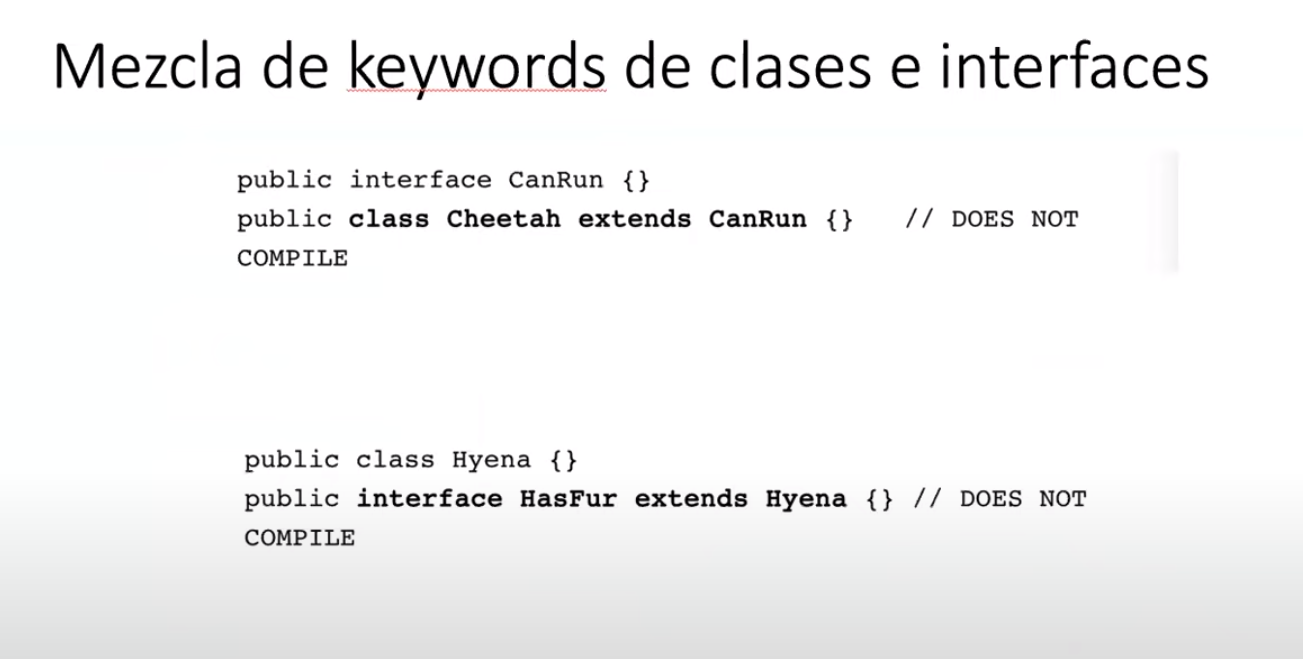 Mezcla de keywords de clases e interfaces
public interface CanRun {}
public class Cheetah extends CanRun {}   // DOES NOT
COMPILE
public class Hyena {}
public interface HasFur extends Hyena {} // DOES NOT
COMPILE